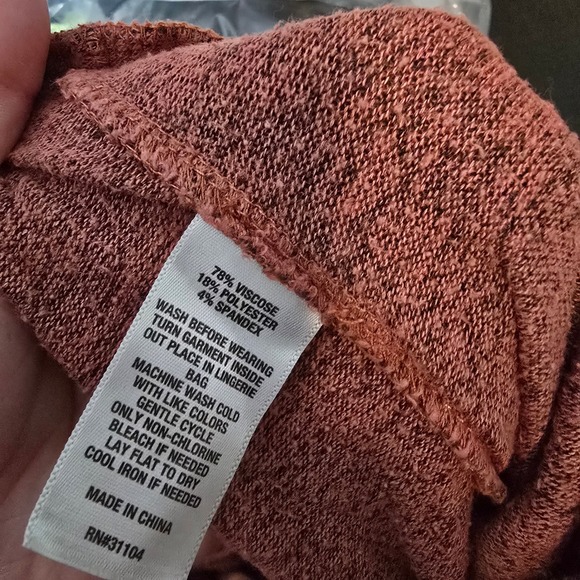 78% VISCOSE
18% POLYESTER
4% SPANDEX
WASH BEFORE WEARING
TURN GARMENT INSIDE
OUT PLACE IN LINGERIE
BAG
MACHINE WASH COLD
WITH LIKE COLORS
GENTLE CYCLE
ONLY NON-CHLORINE
BLEACH IF NEEDED
LAY FLAT TO DRY
COOL IRON IF NEEDED
MADE IN CHINA
RN#31104